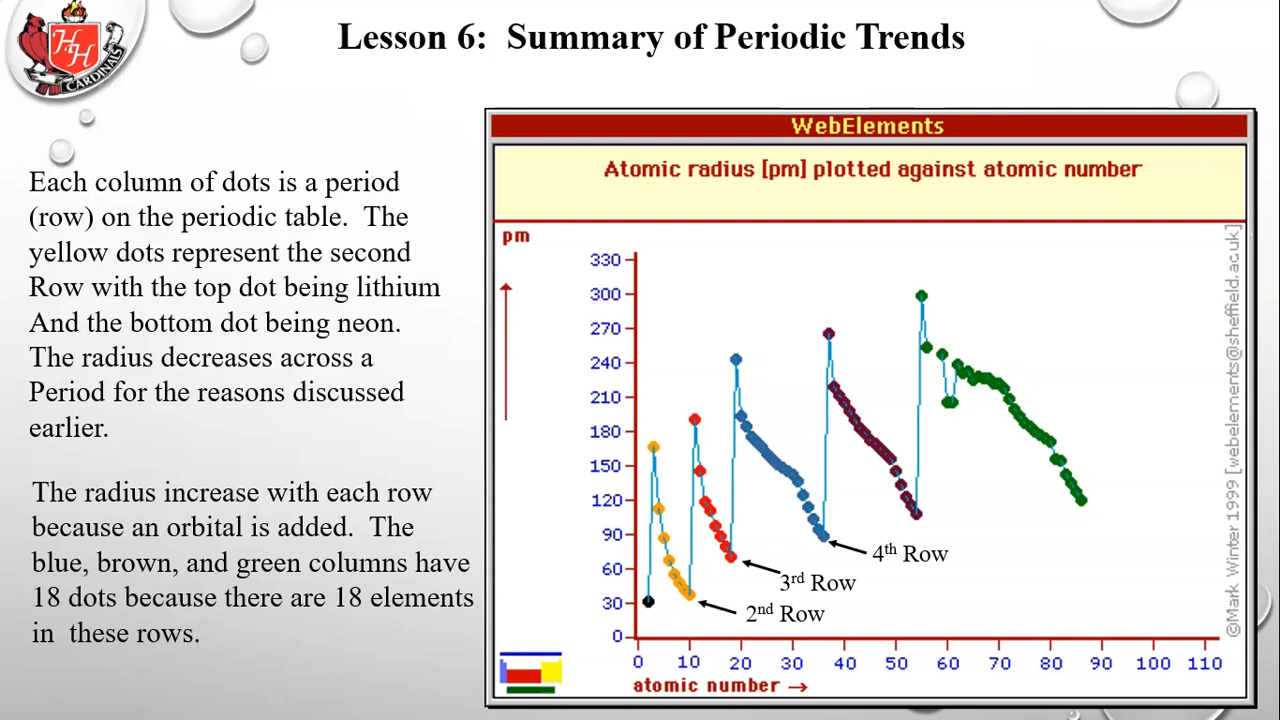 Lesson 6:  Summary of Periodic Trends
H
H
CARDINALS
Each column of dots is a period
(row) on the periodic table.  The
yellow dots represent the second
Row with the top dot being lithium
And the bottom dot being neon.
The radius decreases across a
Period for the reasons discussed
earlier.
The radius increase with each row
because an orbital is added.  The
blue, brown, and green columns have
18 dots because there are 18 elements
in  these rows.
WebElements
Atomic radius [pm] plotted against atomic number
pm
330
300
270
240
210
180
150
120
90
60
30
0
4th Row
3rd Row
2nd Row
0 10 20 30 40 50 60 70 80 90 100 110
atomic number →
©Mark Winter 1999 [webelements@sheffield.ac.uk]